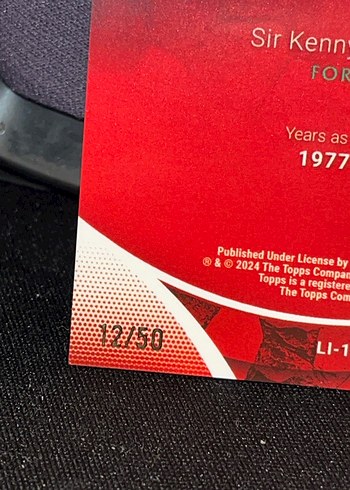 Sir Kenny
FOR
Years as
1977
Published Under License by
® & © 2024 The Topps Compan
Topps is a registere
The Topps Com
12/50
LI-1